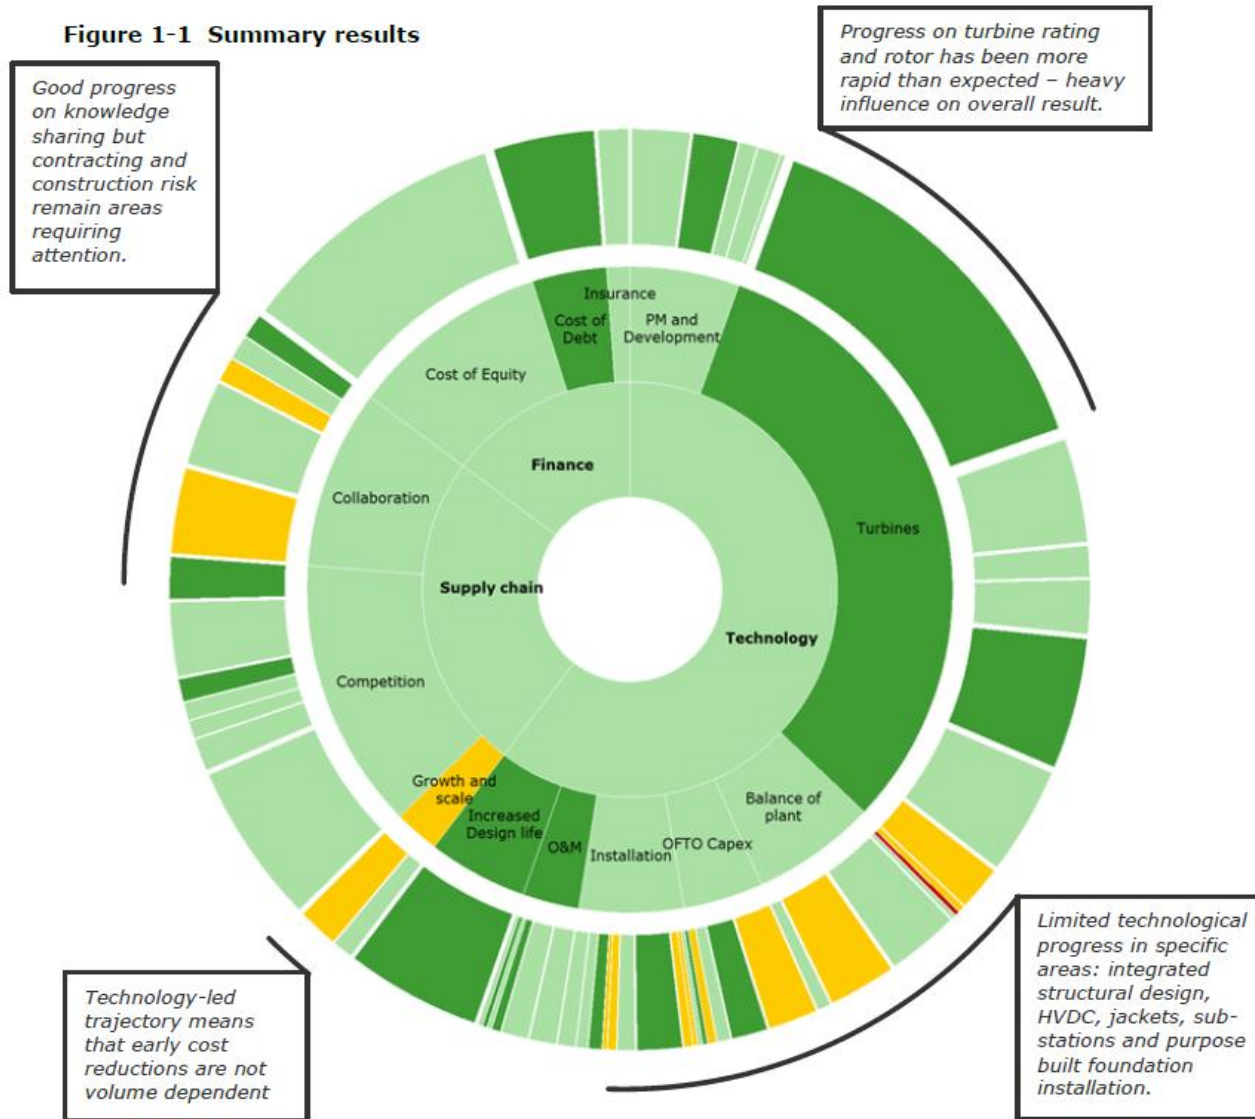 Figure 1-1 Summary results
Good progress
on knowledge
sharing but
contracting and
construction risk
remain areas
requiring
attention.
Progress on turbine rating
and rotor has been more
rapid than expected – heavy
influence on overall result.
Insurance
Cost of
Debt
PM and
Development
Cost of Equity
Finance
Collaboration
Turbines
Supply chain
Technology
Competition
Growth and
scale
Increased
Design life
O&M
Installation
OFTO Capex
Balance of
plant
Technology-led
trajectory means
that early cost
reductions are not
volume dependent
Limited technological
progress in specific
areas: integrated
structural design,
HVDC, jackets, sub-
stations and purpose
built foundation
installation.